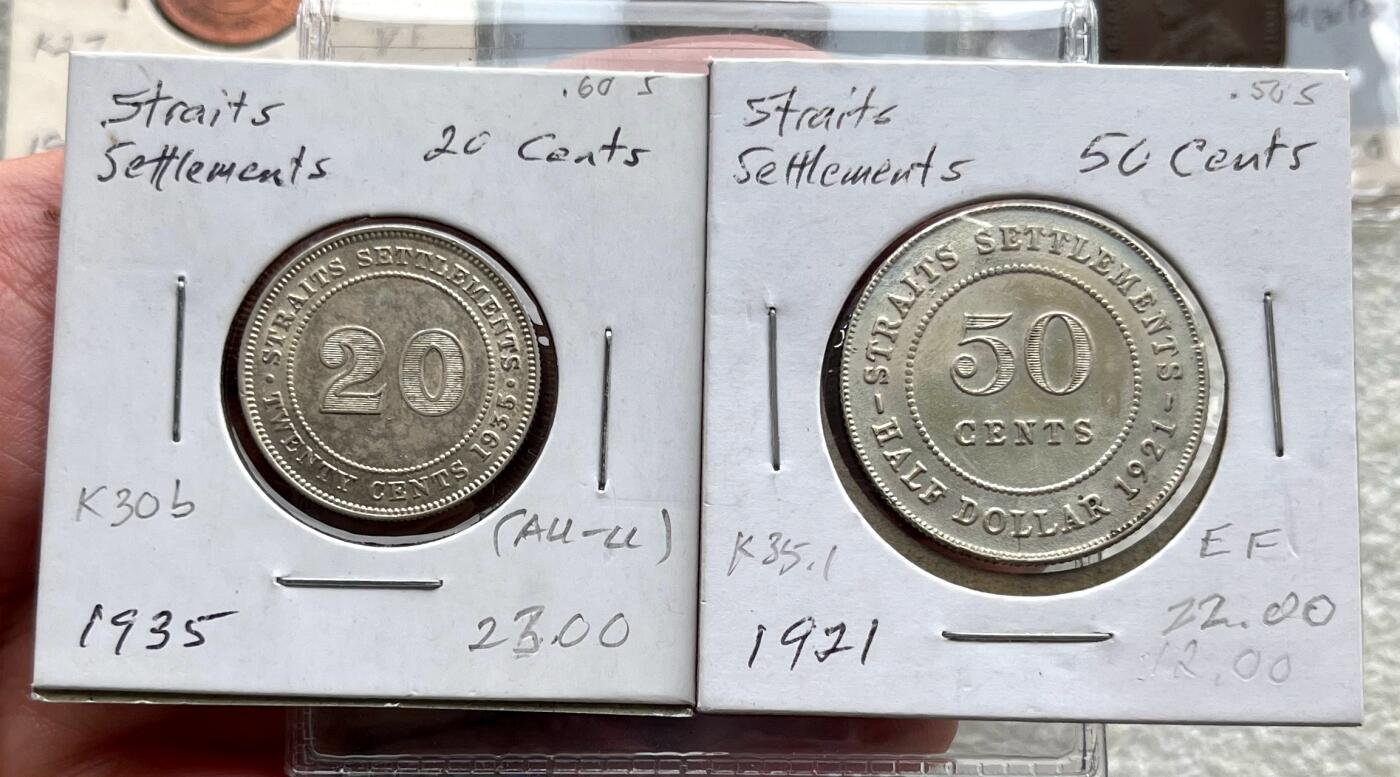 .60 S
Straits
Settlements
20 Cents
STRAITS SETTLEMENTS
20
TWENTY CENTS 1935
K30b
(AU-U)
1935
23.00
.50 S
Straits
Settlements
50 Cents
STRAITS SETTLEMENTS
50
CENTS
HALF DOLLAR 1921
K35.1
EF
1921
22.00
12.00